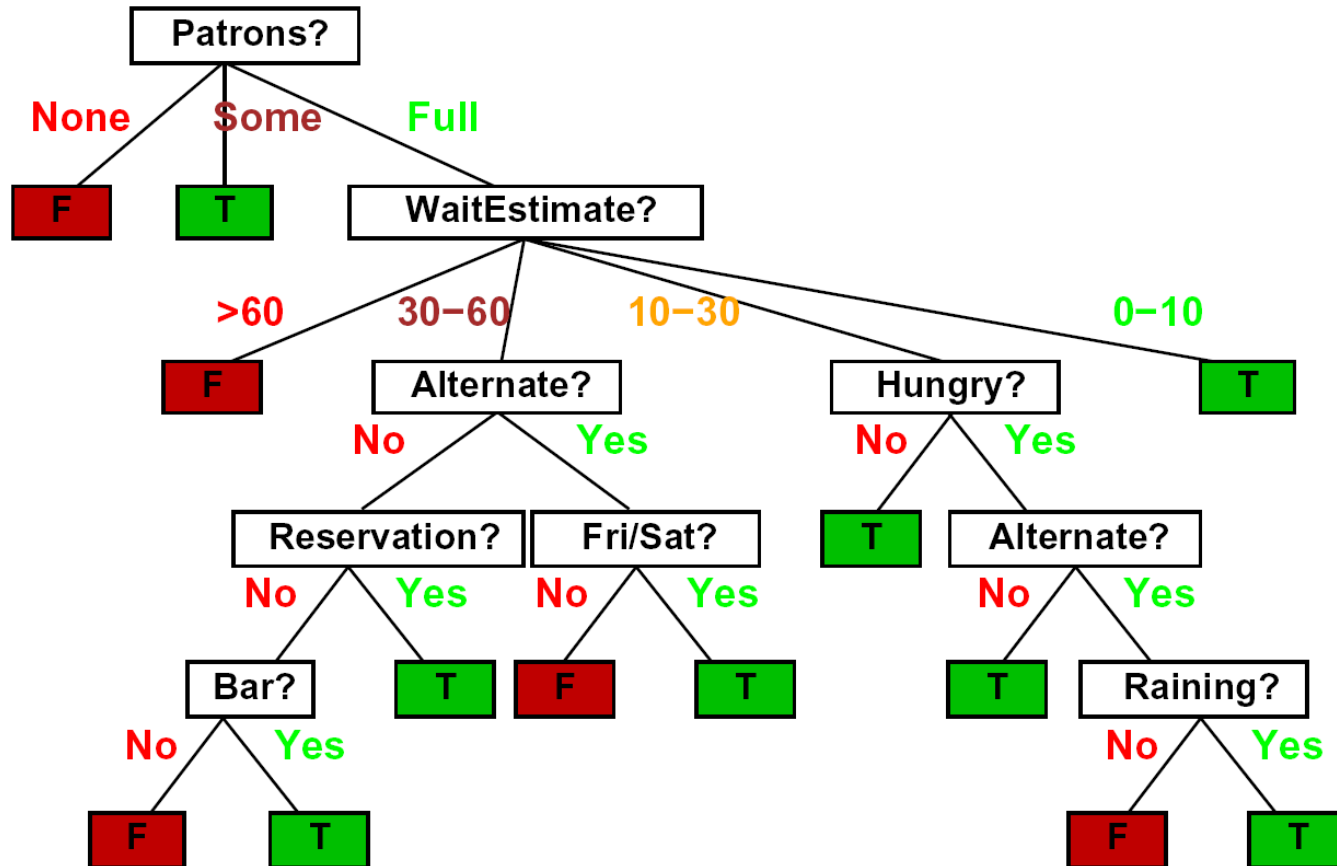 Patrons?
None Some Full
F T WaitEstimate?
>60 30−60 10−30 0−10
F Alternate? Hungry? T
No Yes No Yes
Reservation? Fri/Sat? T Alternate?
No Yes No Yes No Yes
Bar? T F T T Raining?
No Yes No Yes
F T F T